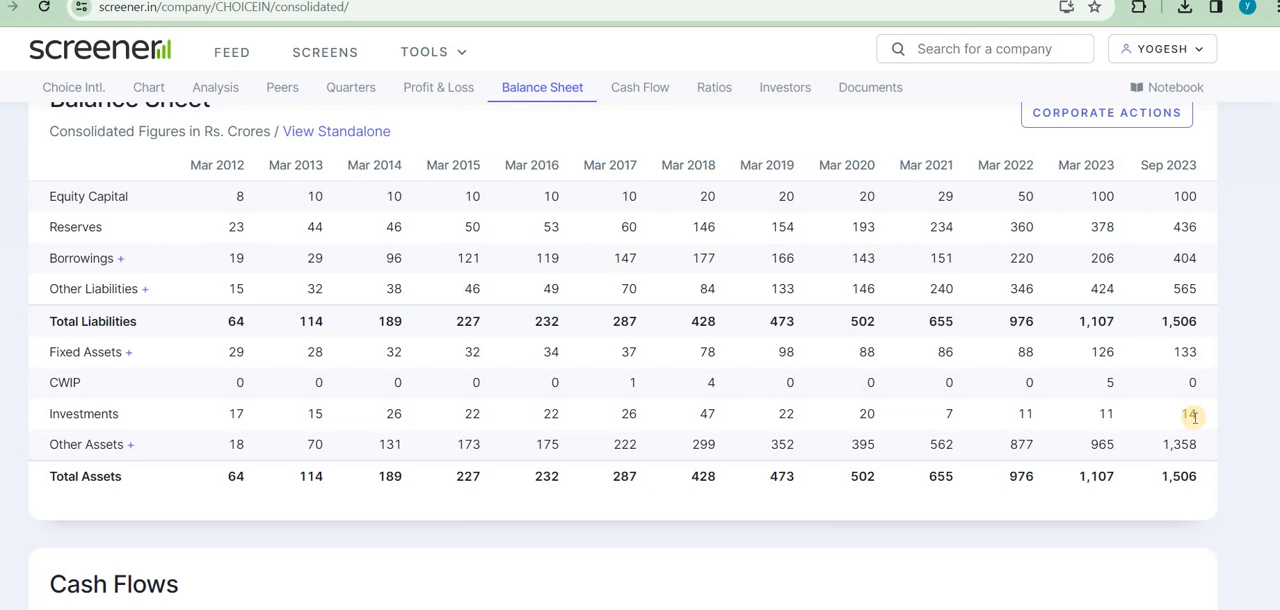 screener.in/company/CHOICEIN/consolidated/
y
screener
FEED SCREENS TOOLS
Search for a company
YOGESH
Choice Intl. Chart Analysis Peers Quarters Profit & Loss Balance Sheet Cash Flow Ratios Investors Documents Notebook
Balance Sheet
CORPORATE ACTIONS
Consolidated Figures in Rs. Crores / View Standalone
Mar 2012 Mar 2013 Mar 2014 Mar 2015 Mar 2016 Mar 2017 Mar 2018 Mar 2019 Mar 2020 Mar 2021 Mar 2022 Mar 2023 Sep 2023
Equity Capital 8 10 10 10 10 10 20 20 20 29 50 100 100
Reserves 23 44 46 50 53 60 146 154 193 234 360 378 436
Borrowings + 19 29 96 121 119 147 177 166 143 151 220 206 404
Other Liabilities + 15 32 38 46 49 70 84 133 146 240 346 424 565
Total Liabilities 64 114 189 227 232 287 428 473 502 655 976 1,107 1,506
Fixed Assets + 29 28 32 32 34 37 78 98 88 86 88 126 133
CWIP 0 0 0 0 0 1 4 0 0 0 0 5 0
Investments 17 15 26 22 22 26 47 22 20 7 11 11 14
Other Assets + 18 70 131 173 175 222 299 352 395 562 877 965 1,358
Total Assets 64 114 189 227 232 287 428 473 502 655 976 1,107 1,506
Cash Flows